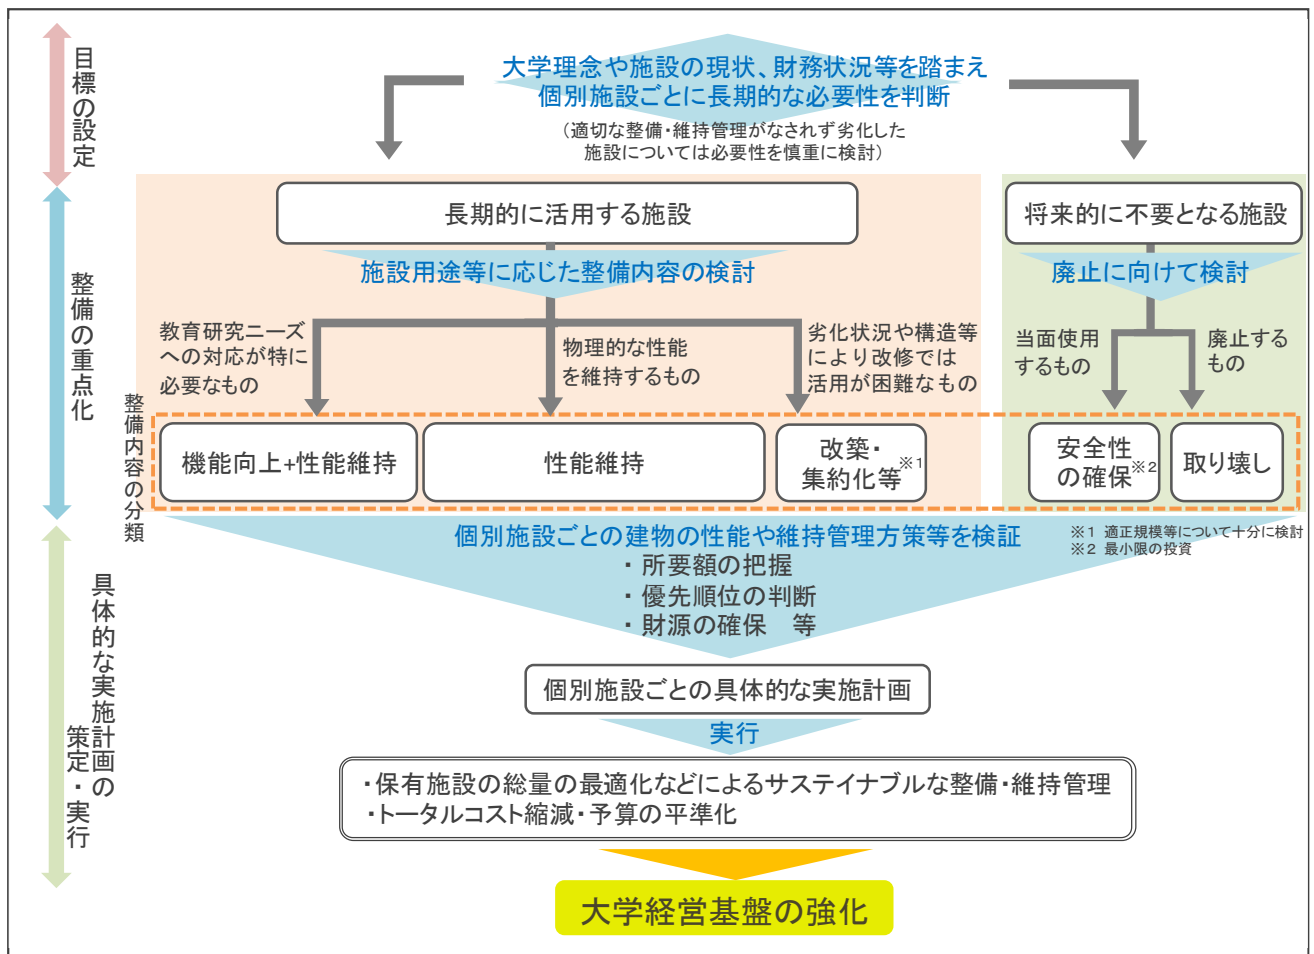 目標の設定
大学理念や施設の現状、財務状況等を踏まえ
個別施設ごとに長期的な必要性を判断
（適切な整備・維持管理がなされず劣化した
施設については必要性を慎重に検討）
整備の重点化
長期的に活用する施設
将来的に不要となる施設
施設用途等に応じた整備内容の検討
廃止に向けて検討
教育研究ニーズ
への対応が特に
必要なもの
物理的な性能
を維持するもの
劣化状況や構造等
により改修では
活用が困難なもの
当面使用
するもの
廃止する
もの
整備内容の分類
機能向上+性能維持
性能維持
改築・
集約化等※1
安全性
の確保※2
取り壊し
※1 適正規模等について十分に検討
※2 最小限の投資
具体的な実施計画の
策定・実行
個別施設ごとの建物の性能や維持管理方策等を検証
・所要額の把握
・優先順位の判断
・財源の確保　等
個別施設ごとの具体的な実施計画
実行
・保有施設の総量の最適化などによるサステイナブルな整備・維持管理
・トータルコスト縮減・予算の平準化
大学経営基盤の強化